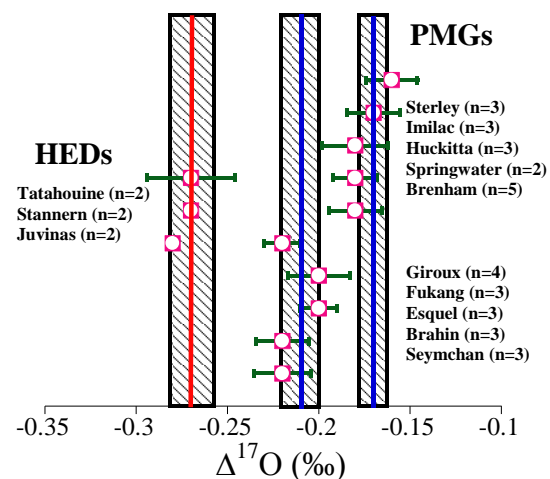 PMGs
Sterley (n=3)
Imilac (n=3)
Huckitta (n=3)
Springwater (n=2)
Brenham (n=5)
HEDs
Tatahouine (n=2)
Stannern (n=2)
Juvinas (n=2)
Giroux (n=4)
Fukang (n=3)
Esquel (n=3)
Brahin (n=3)
Seymchan (n=3)
-0.35 -0.3 -0.25 -0.2 -0.15 -0.1
Δ¹⁷O (‰)